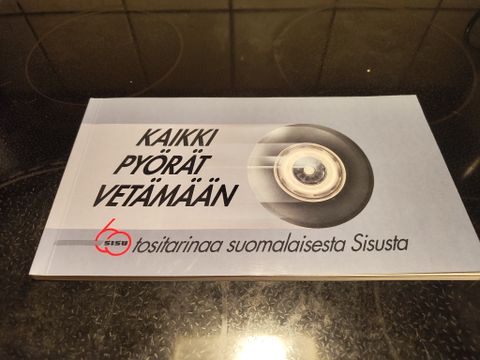 KAIKKI
PYÖRÄT
VETÄMÄÄN
60 SISU tositarinaa suomalaisesta Sisusta